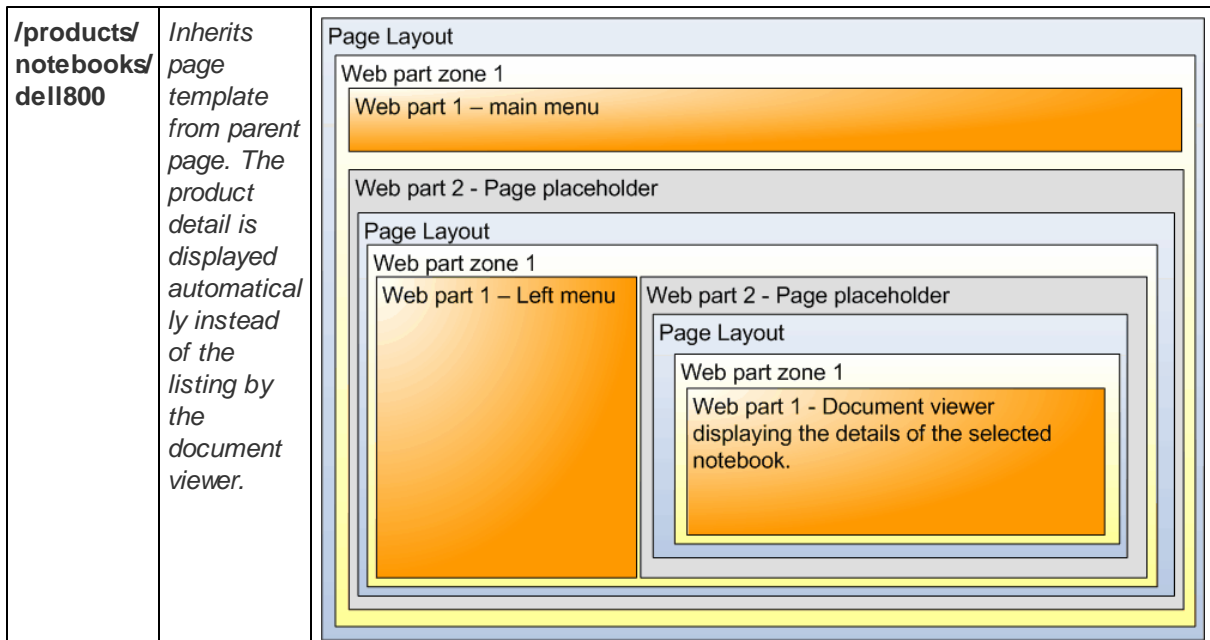 /products/
notebooks/
dell800
Inherits
page
template
from parent
page. The
product
detail is
displayed
automatical
ly instead
of the
listing by
the
document
viewer.
Page Layout
Web part zone 1
Web part 1 – main menu
Web part 2 - Page placeholder
Page Layout
Web part zone 1
Web part 1 – Left menu
Web part 2 - Page placeholder
Page Layout
Web part zone 1
Web part 1 - Document viewer
displaying the details of the selected
notebook.